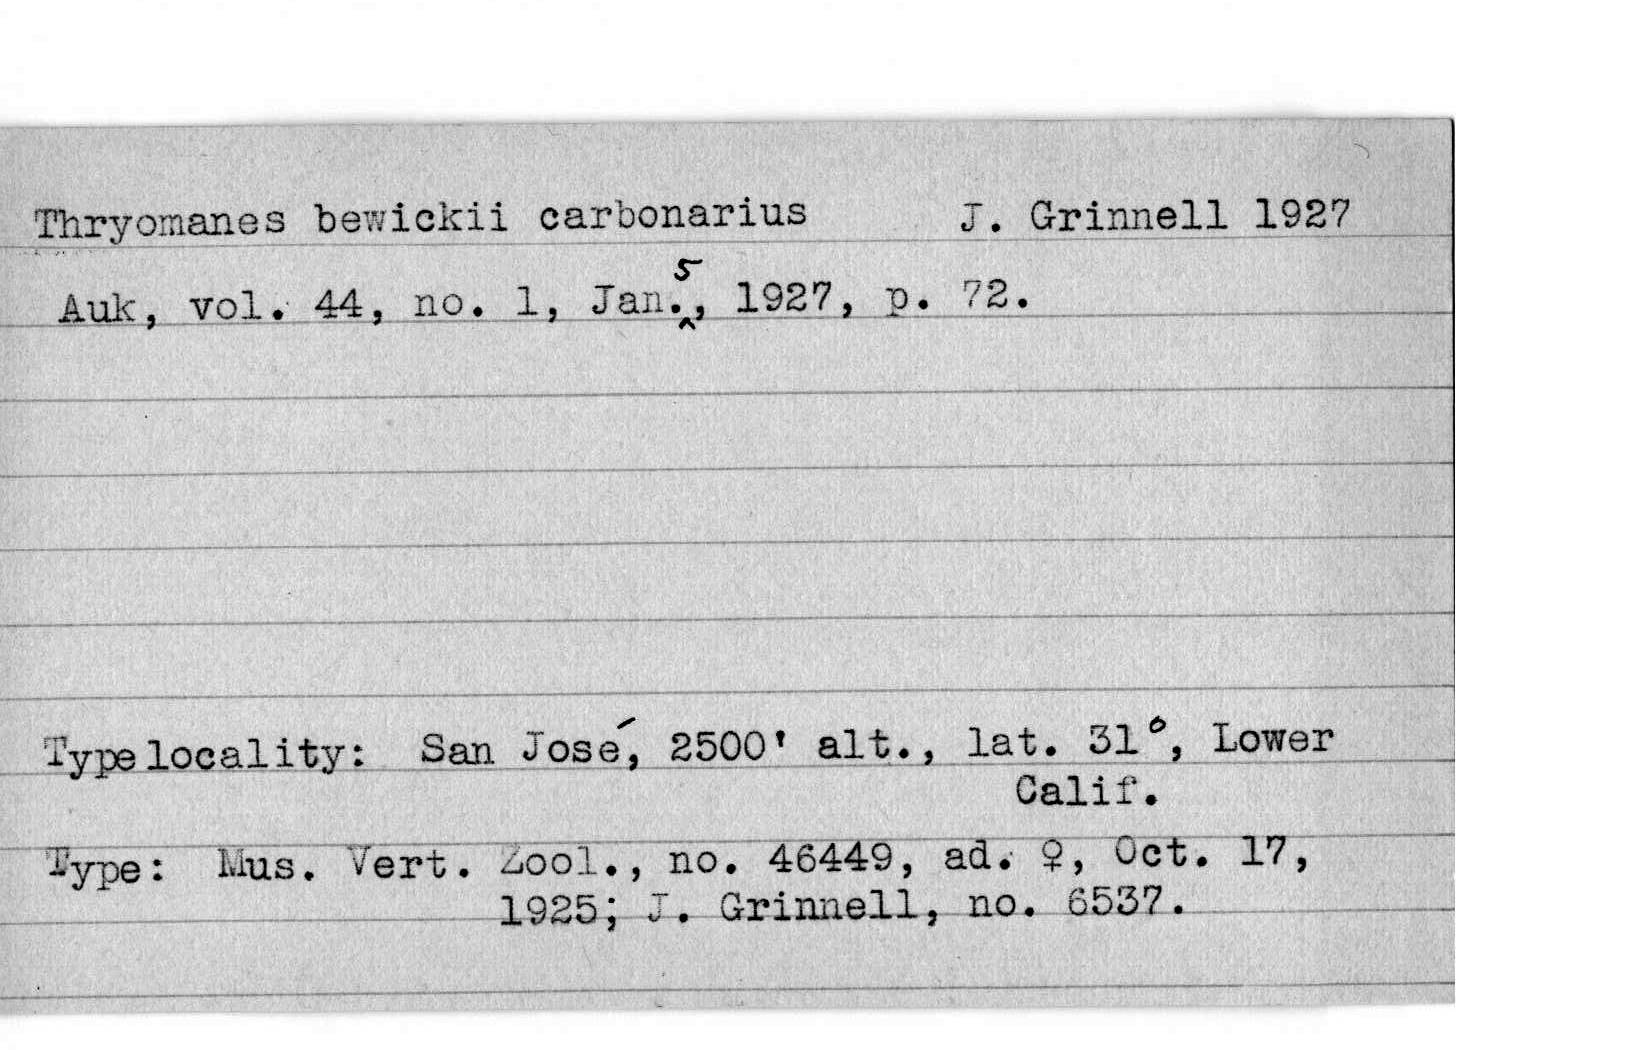 Thryomanes bewickii carbonarius J. Grinnell 1927
Auk, vol. 44, no. 1, Jan. 5, 1927, p. 72.
Type locality: San José, 2500' alt., lat. 31°, Lower
Calif.
Type: Mus. Vert. Zool., no. 46449, ad. ♀, Oct. 17,
1925; J. Grinnell, no. 6537.